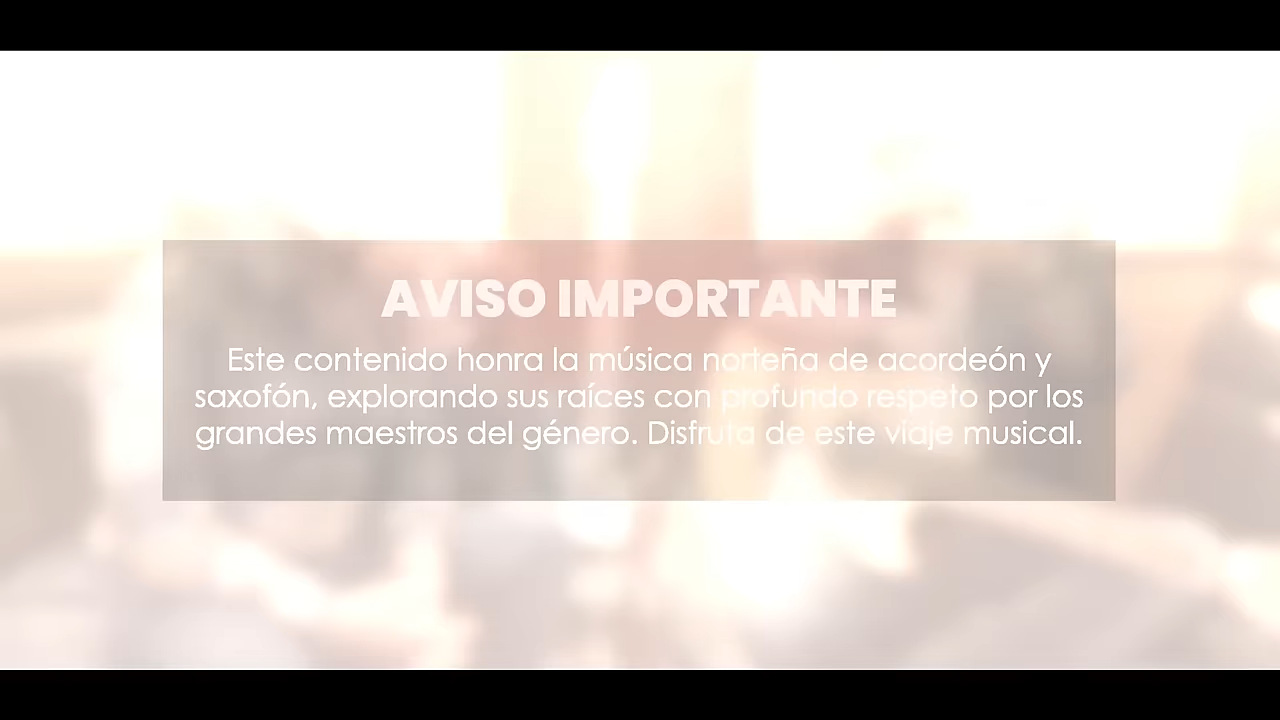 AVISO IMPORTANTE
Este contenido honra la música norteña de acordeón y
saxofón, explorando sus raíces con profundo respeto por los
grandes maestros del género. Disfruta de este viaje musical.